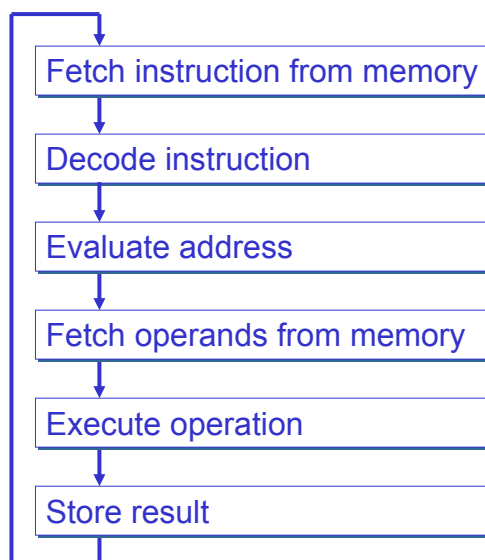 Fetch instruction from memory
Decode instruction
Evaluate address
Fetch operands from memory
Execute operation
Store result